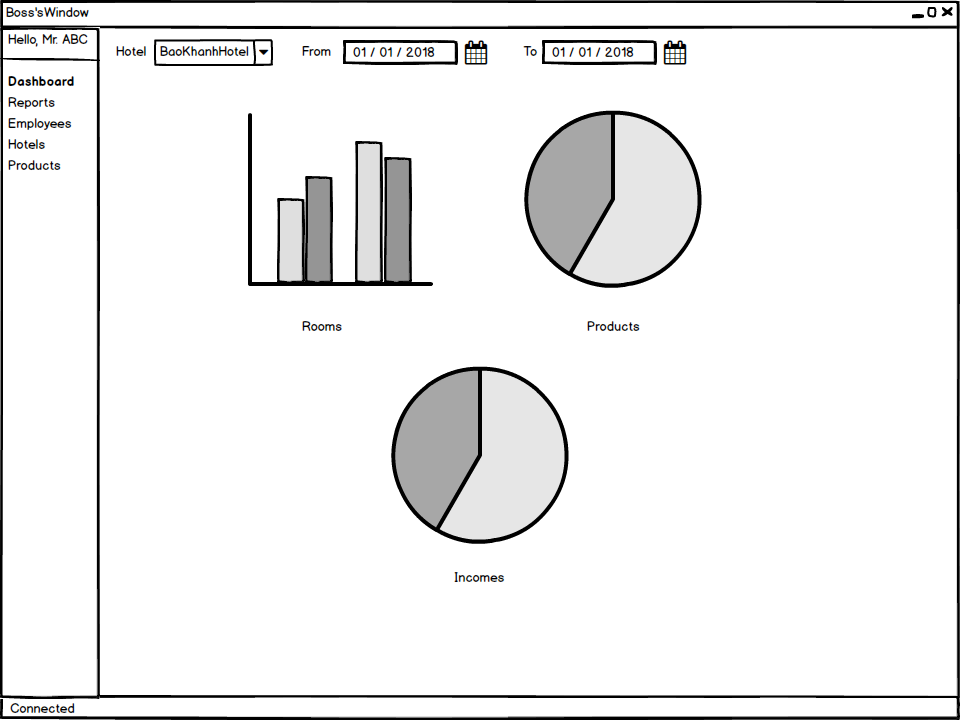 Boss'sWindow
Hello, Mr. ABC
Hotel BaoKhanhHotel From 01 / 01 / 2018 To 01 / 01 / 2018
Dashboard
Reports
Employees
Hotels
Products
Rooms
Products
Incomes
Connected